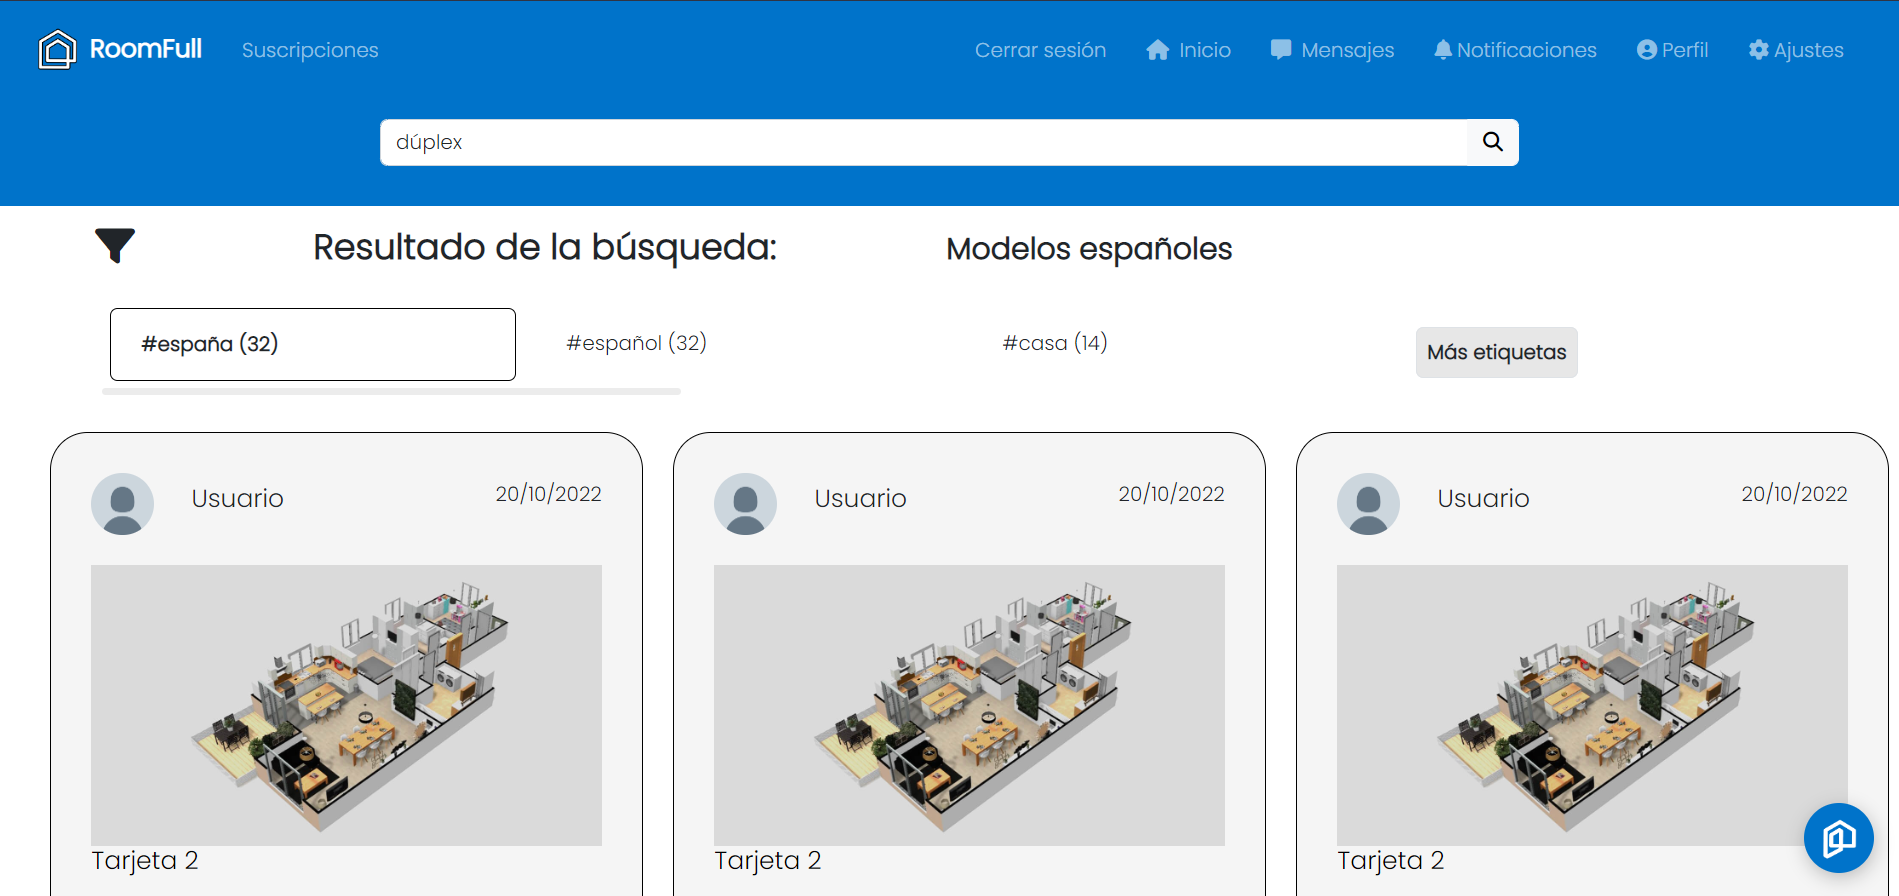 RoomFull Suscripciones Cerrar sesión Inicio Mensajes Notificaciones Perfil Ajustes
dúplex
Resultado de la búsqueda: Modelos españoles
#españa (32) #español (32) #casa (14) Más etiquetas
Usuario 20/10/2022 Usuario 20/10/2022 Usuario 20/10/2022
Tarjeta 2 Tarjeta 2 Tarjeta 2